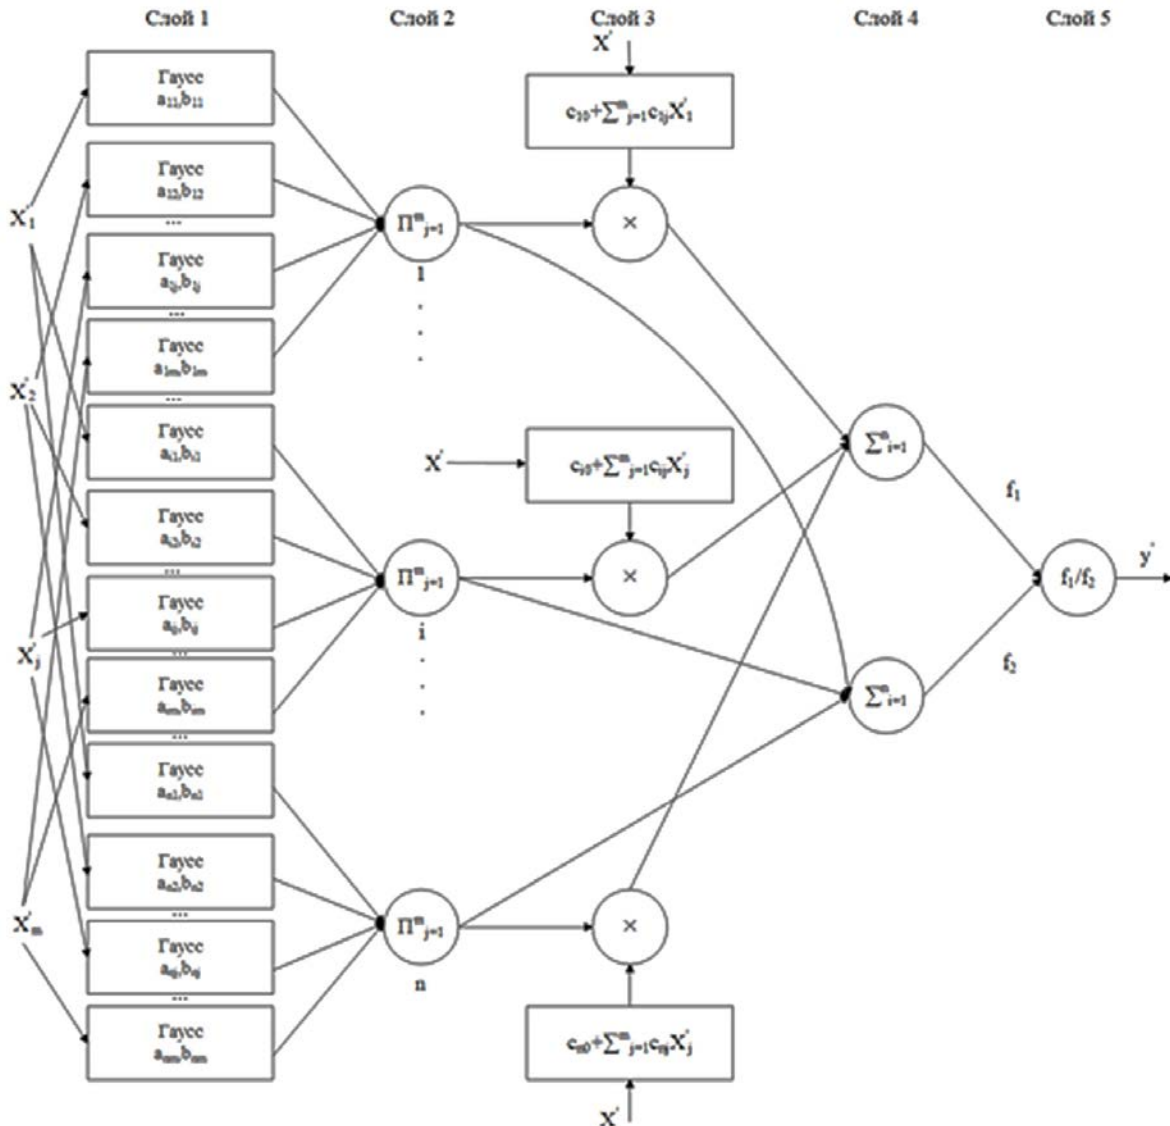 Слой 1 Слой 2 Слой 3 Слой 4 Слой 5
X'
Гаусс
a₁₁,b₁₁
c₁₀+∑ᵐⱼ₌₁c₁ⱼX'₁
Гаусс
a₁₂,b₁₂
...
X'₁
Πᵐⱼ₌₁
×
Гаусс
a₁ⱼ,b₁ⱼ
...
1
.
.
.
Гаусс
a₁ₘ,b₁ₘ
...
X'₂
Гаусс
aᵢ₁,bᵢ₁
∑ⁿᵢ₌₁
X'
cᵢ₀+∑ᵐⱼ₌₁cᵢⱼX'ⱼ
f₁
Гаусс
aᵢ₂,bᵢ₂
...
y'
Πᵐⱼ₌₁
×
f₁/f₂
Гаусс
aᵢⱼ,bᵢⱼ
...
i
.
.
.
X'ⱼ
f₂
Гаусс
aᵢₘ,bᵢₘ
...
∑ⁿᵢ₌₁
Гаусс
aₙ₁,bₙ₁
Гаусс
aₙ₂,bₙ₂
...
X'ₘ
Πᵐⱼ₌₁
×
Гаусс
aₙⱼ,bₙⱼ
...
n
Гаусс
aₙₘ,bₙₘ
cₙ₀+∑ᵐⱼ₌₁cₙⱼX'ⱼ
X'